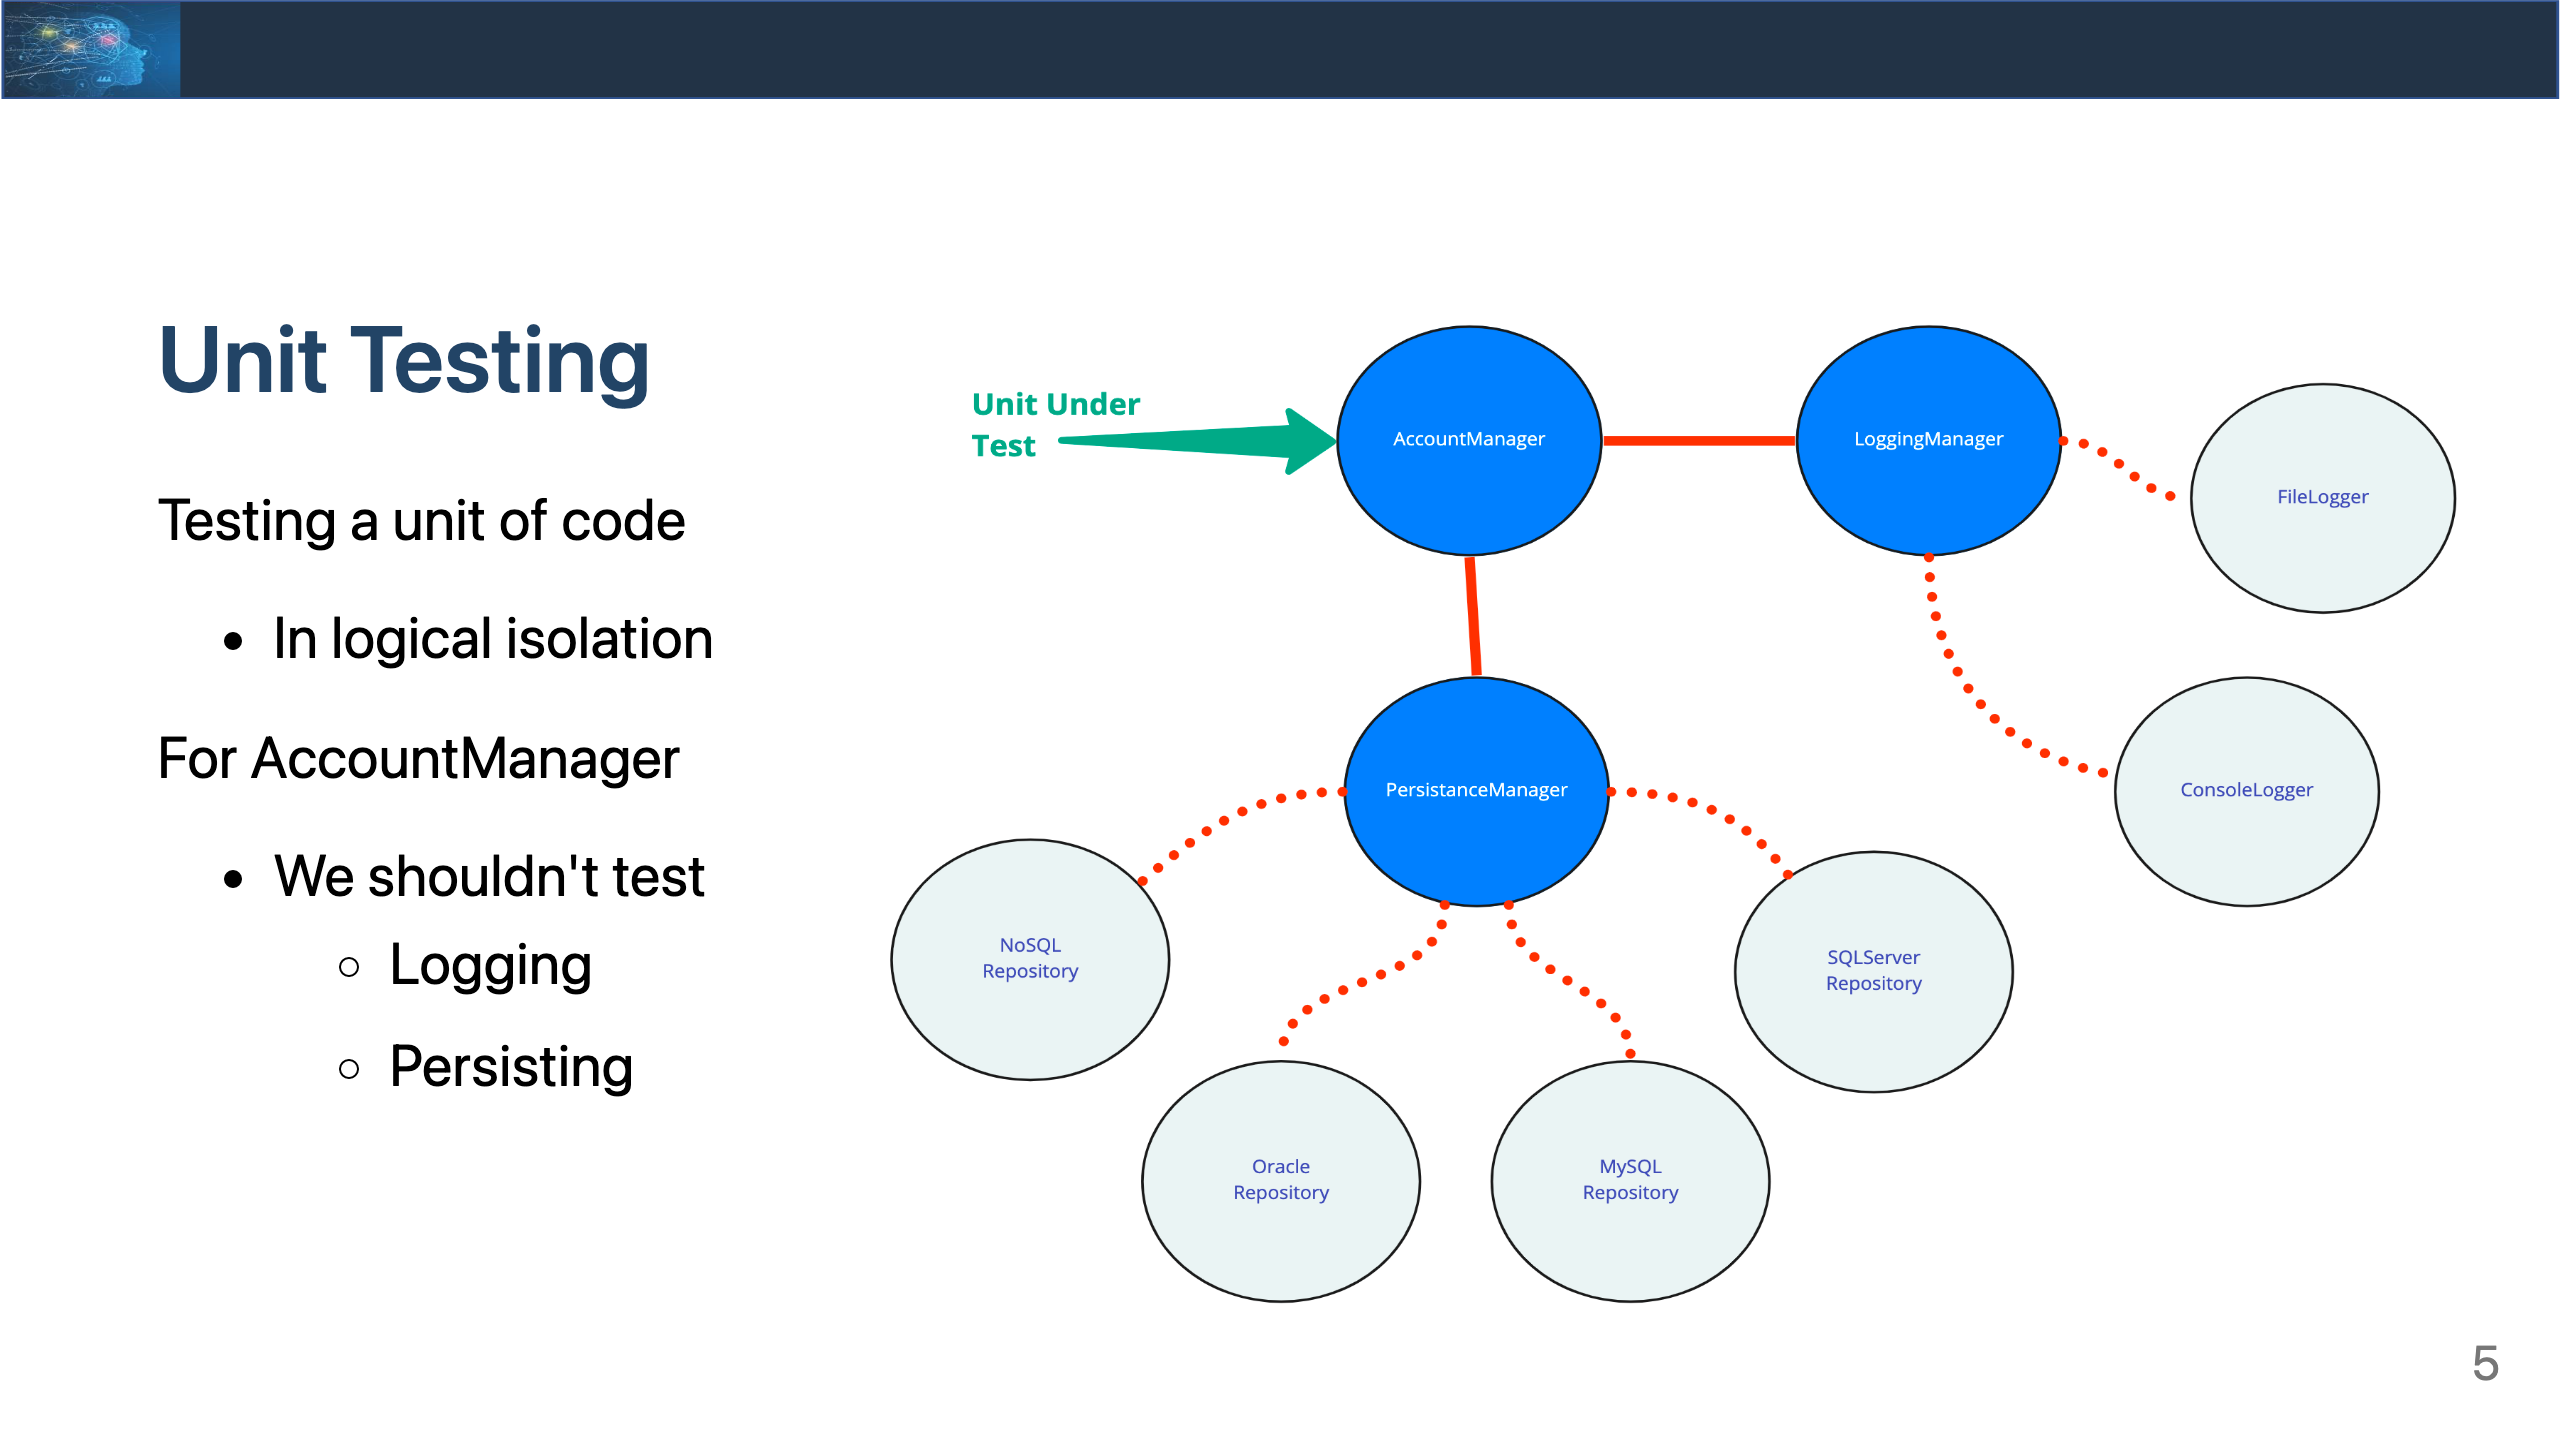 Unit Testing
Testing a unit of code
• In logical isolation
For AccountManager
• We shouldn't test
○ Logging
○ Persisting
Unit Under
Test
AccountManager
LoggingManager
FileLogger
ConsoleLogger
PersistanceManager
NoSQL
Repository
SQLServer
Repository
Oracle
Repository
MySQL
Repository
5